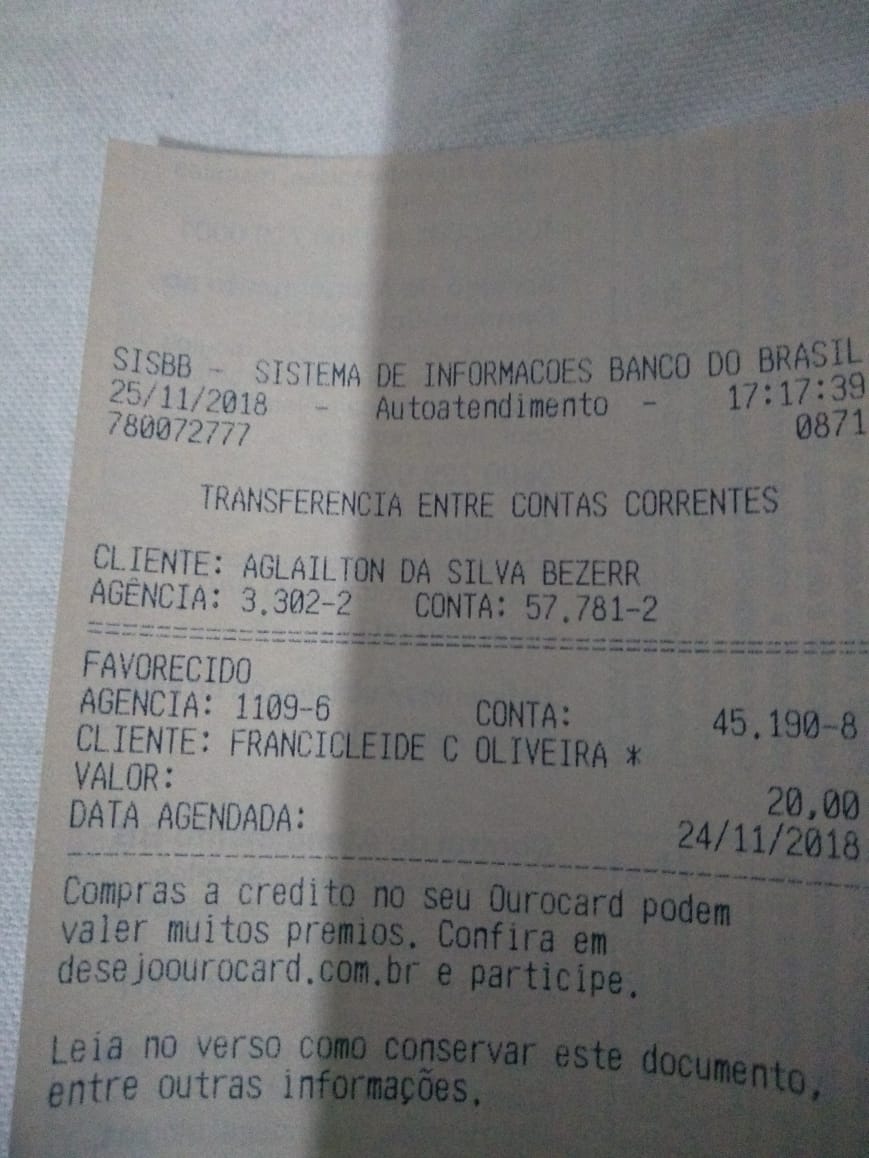 SISBB - SISTEMA DE INFORMACOES BANCO DO BRASIL
25/11/2018 - Autoatendimento - 17:17:39
780072777 0871
TRANSFERENCIA ENTRE CONTAS CORRENTES
CLIENTE: AGLAILTON DA SILVA BEZERR
AGÊNCIA: 3.302-2 CONTA: 57.781-2
FAVORECIDO
AGENCIA: 1109-6 CONTA: 45.190-8
CLIENTE: FRANCICLEIDE C OLIVEIRA *
VALOR: 20,00
DATA AGENDADA: 24/11/2018
Compras a credito no seu Ourocard podem
valer muitos premios. Confira em
desejoourocard.com.br e participe.
Leia no verso como conservar este documento,
entre outras informações.